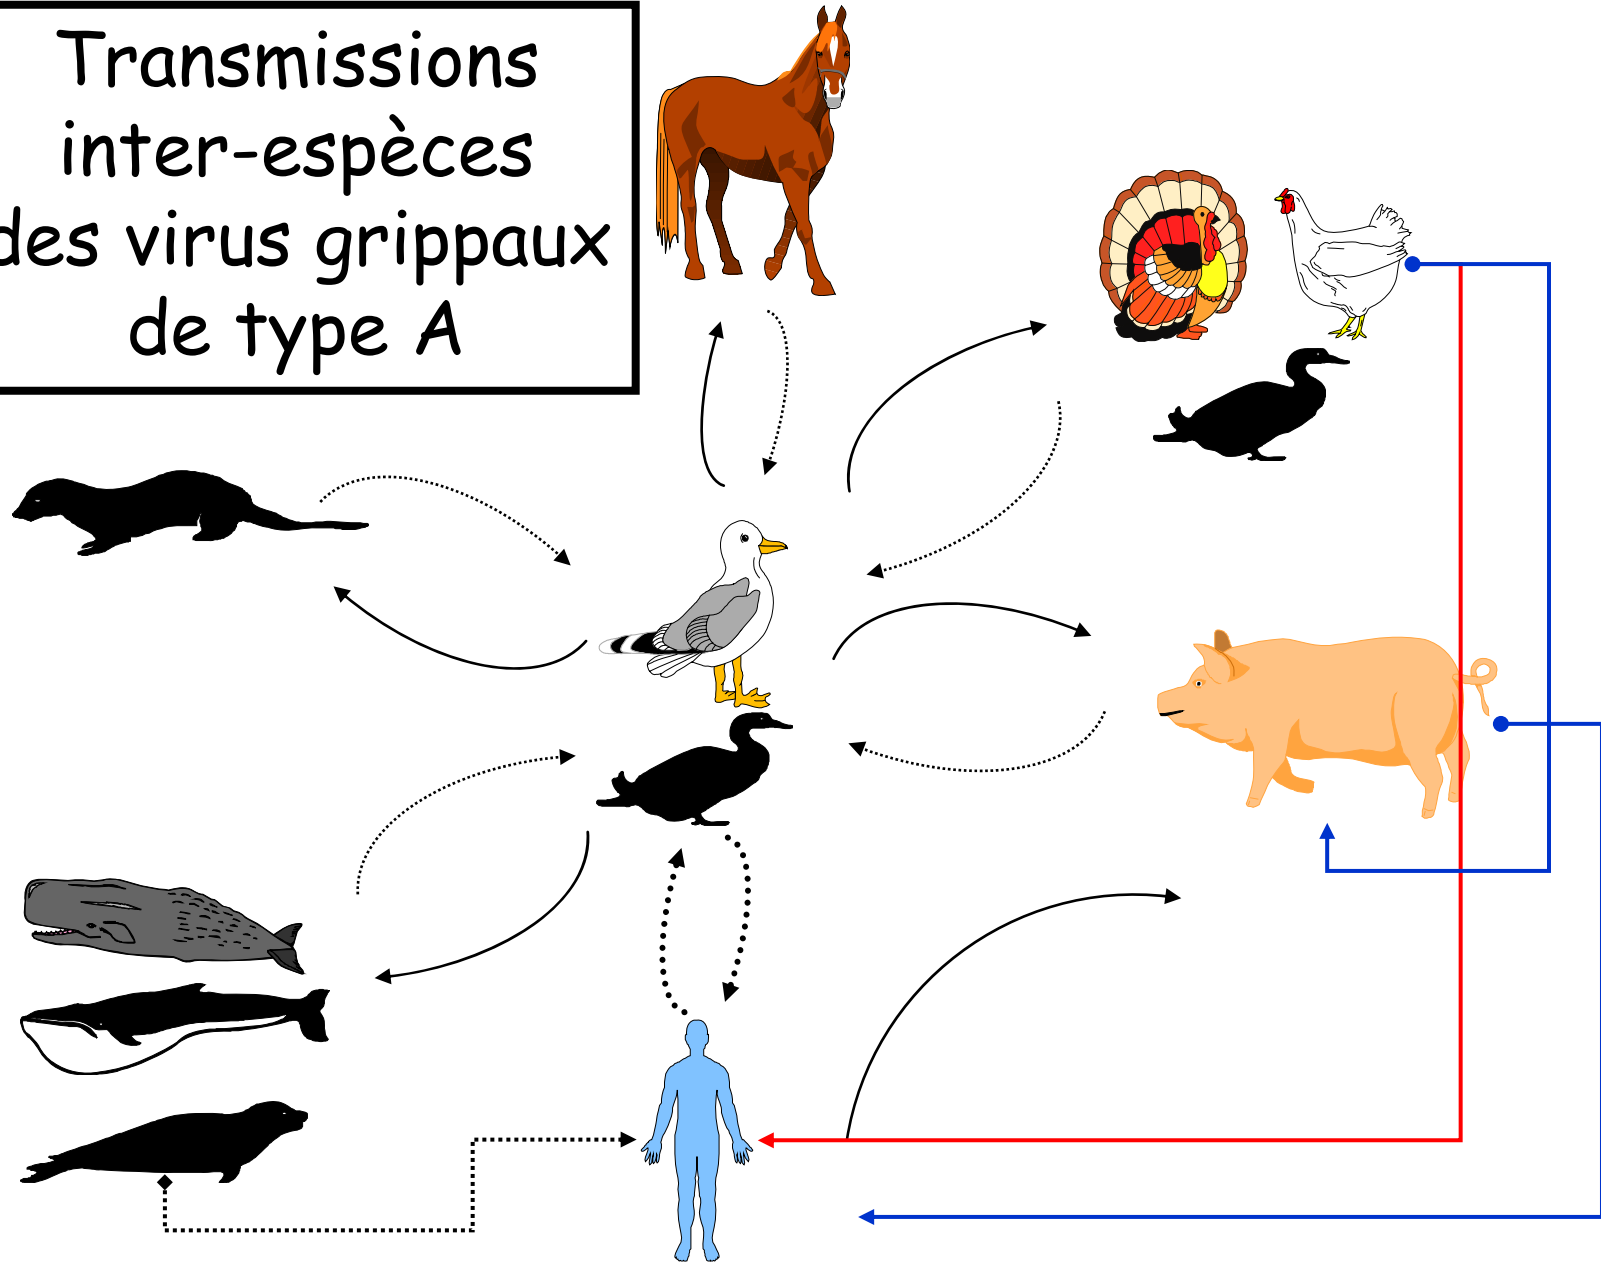 Transmissions
inter-espèces
des virus grippaux
de type A